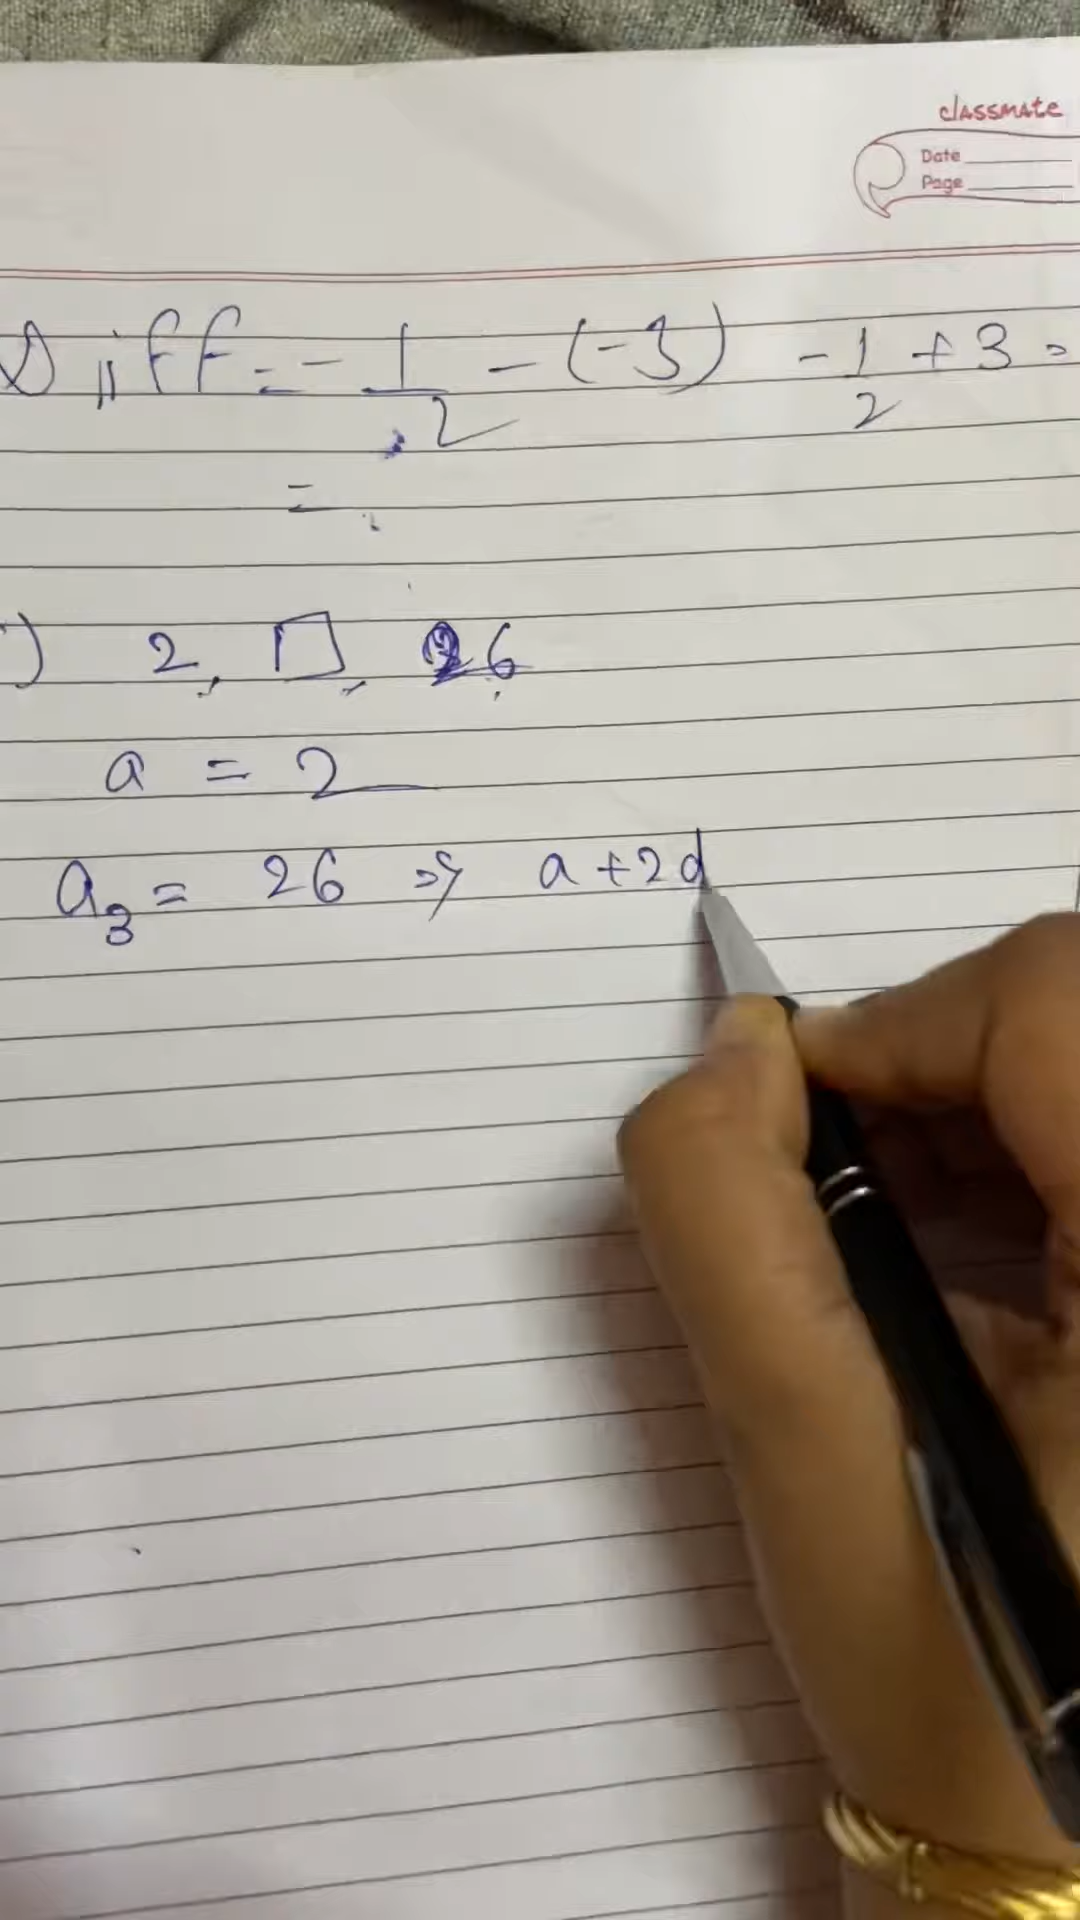 classmate
Date
Page
Diff = - 1/2 - (-3) - 1/2 + 3 =
=
) 2, □, 26
a = 2
a₃ = 26 ⇒ a + 2d